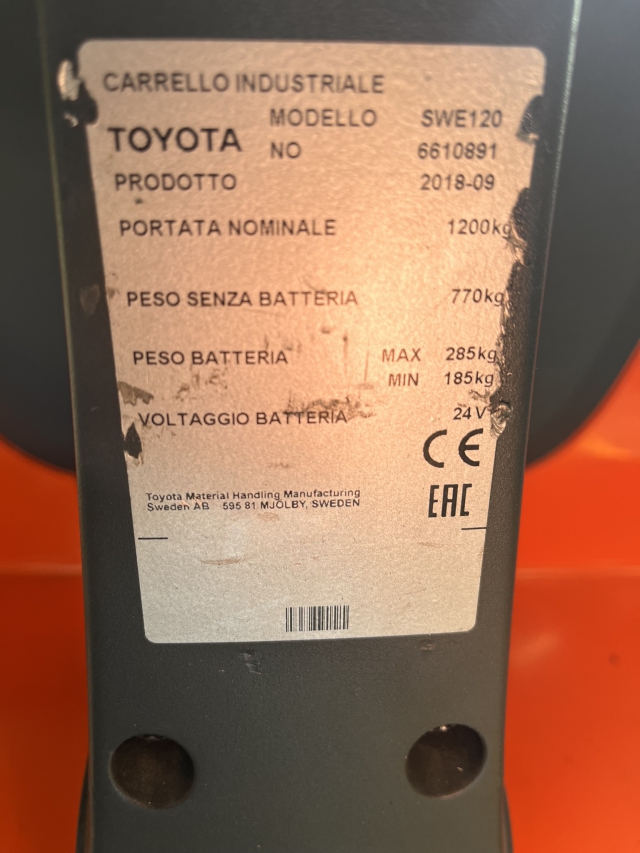 CARRELLO INDUSTRIALE
TOYOTA MODELLO SWE120
NO 6610891
PRODOTTO 2018-09
PORTATA NOMINALE 1200kg
PESO SENZA BATTERIA 770kg
PESO BATTERIA MAX 285kg
MIN 185kg
VOLTAGGIO BATTERIA 24V
CE
Toyota Material Handling Manufacturing
Sweden AB 595 81 MJÖLBY, SWEDEN
EAC